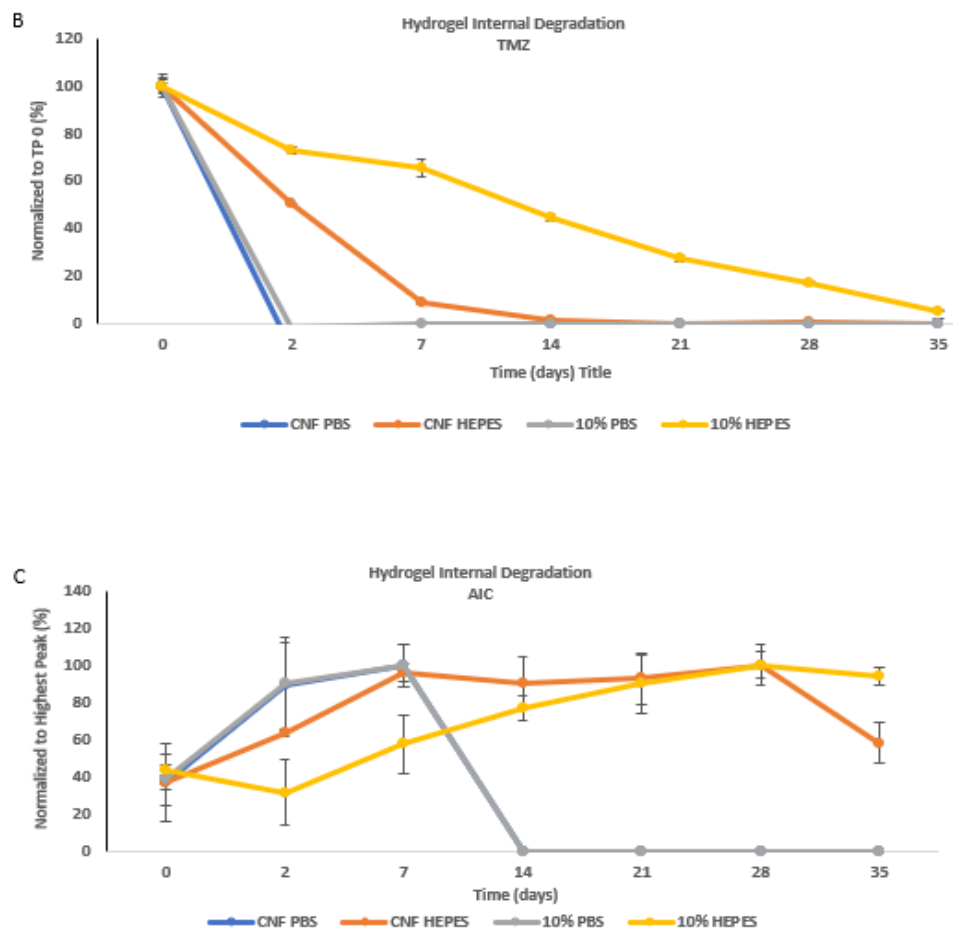 B
Hydrogel Internal Degradation
TMZ
Normalized to TP 0 (%)
120
100
80
60
40
20
0
0 2 7 14 21 28 35
Time (days) Title
CNF PBS CNF HEPES 10% PBS 10% HEPES
C
Hydrogel Internal Degradation
AIC
Normalized to Highest Peak (%)
140
120
100
80
60
40
20
0
0 2 7 14 21 28 35
Time (days)
CNF PBS CNF HEPES 10% PBS 10% HEPES